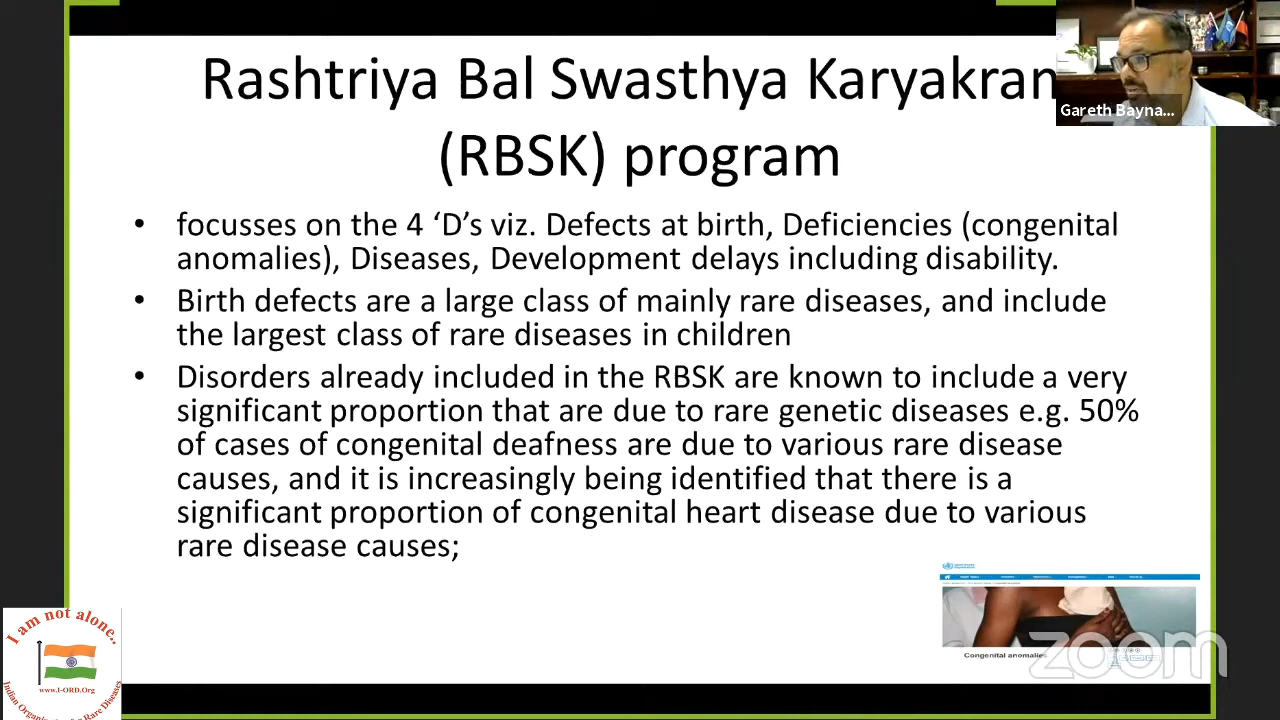 Rashtriya Bal Swasthya Karyakram
(RBSK) program
Gareth Bayna...
• focusses on the 4 ‘D’s viz. Defects at birth, Deficiencies (congenital
anomalies), Diseases, Development delays including disability.
• Birth defects are a large class of mainly rare diseases, and include
the largest class of rare diseases in children
• Disorders already included in the RBSK are known to include a very
significant proportion that are due to rare genetic diseases e.g. 50%
of cases of congenital deafness are due to various rare disease
causes, and it is increasingly being identified that there is a
significant proportion of congenital heart disease due to various
rare disease causes;
Congenital anomalies
zoom
I am not alone..
www.I-ORD.Org
Indian Organization for Rare Diseases